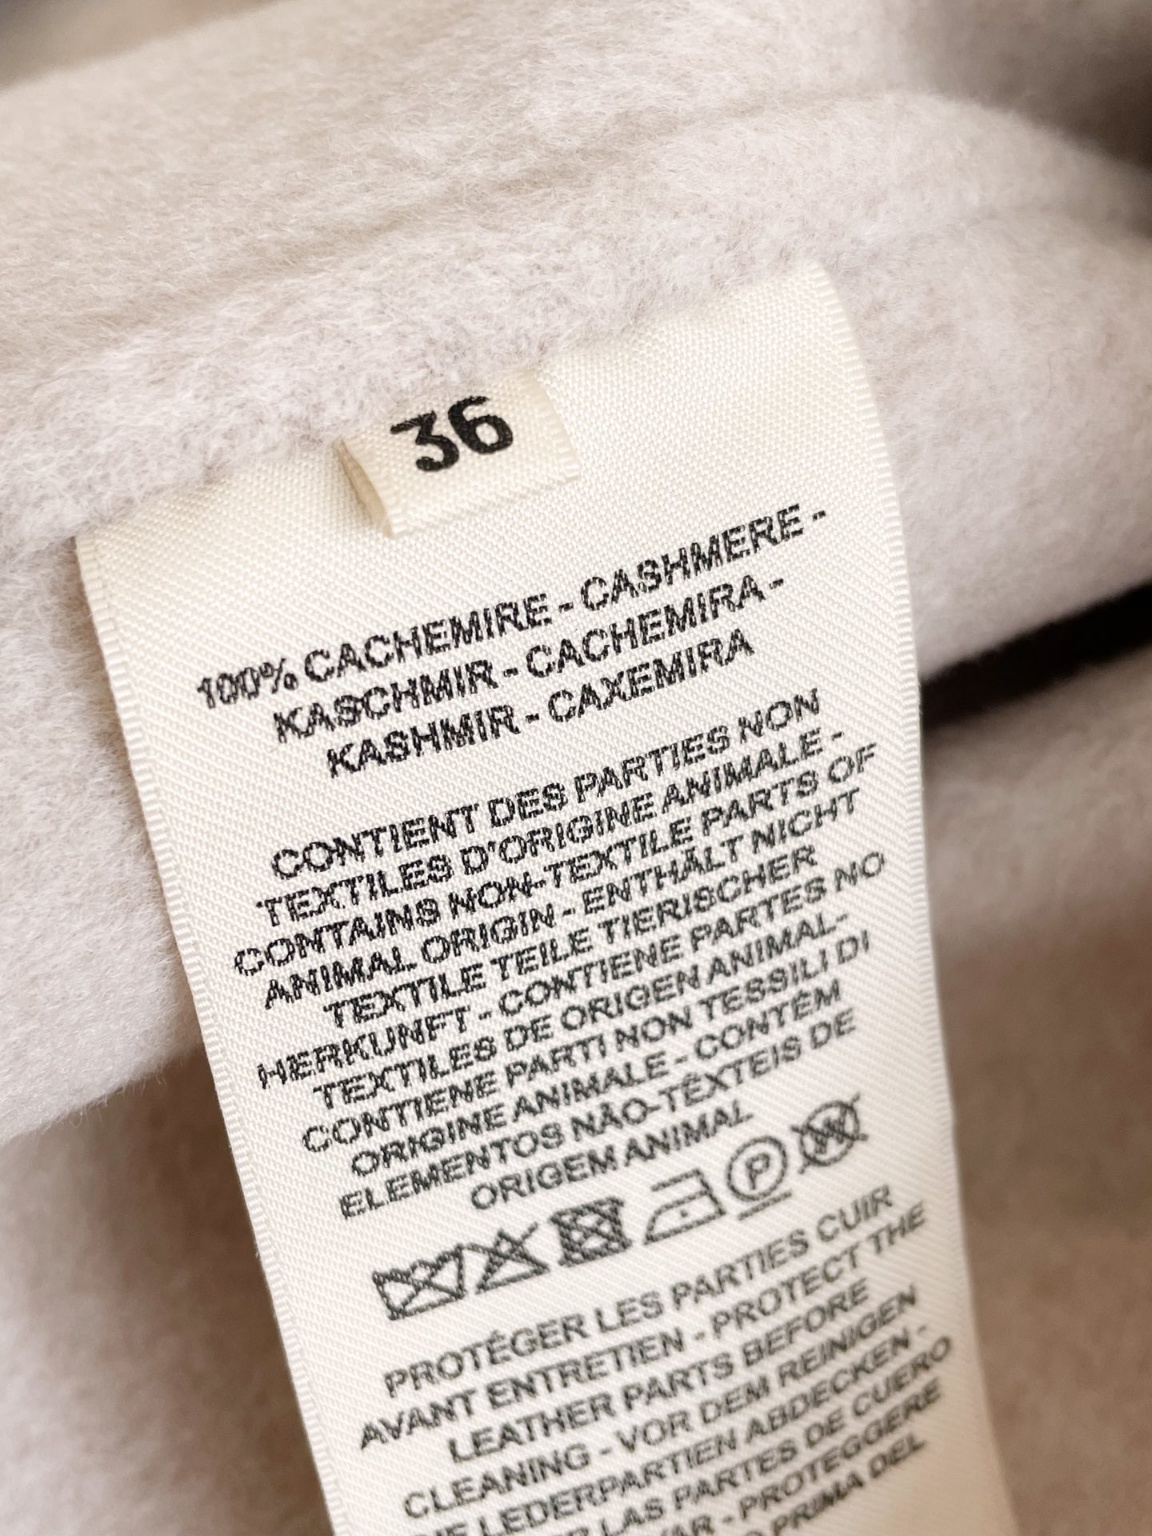 36
100% CACHEMIRE - CASHMERE -
KASCHMIR - CACHEMIRA -
KASHMIR - CAXEMIRA
CONTIENT DES PARTIES NON
TEXTILES D'ORIGINE ANIMALE -
CONTAINS NON-TEXTILE PARTS OF
ANIMAL ORIGIN - ENTHÄLT NICHT
TEXTILE TEILE TIERISCHER
HERKUNFT - CONTIENE PARTES NO
TEXTILES DE ORIGEN ANIMAL-
CONTIENE PARTI NON TESSILI DI
ORIGINE ANIMALE - CONTÉM
ELEMENTOS NÃO-TÊXTEIS DE
ORIGEM ANIMAL
P W
PROTÉGER LES PARTIES CUIR
AVANT ENTRETIEN - PROTECT THE
LEATHER PARTS BEFORE
CLEANING - VOR DEM REINIGEN
LEDERPARTIEN ABDECKEN -
LAS PARTES DE CUERO
- PROTEGGERE
PRIMA DEL